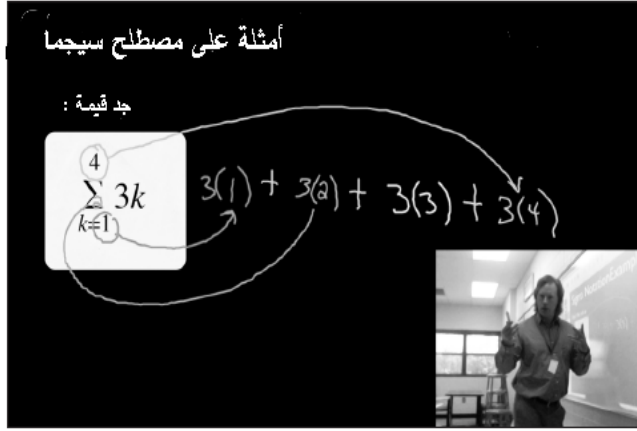 أمثلة على مصطلح سيجما
جد قيمة :
4
Σ 3k
k=1
3(1) + 3(2) + 3(3) + 3(4)